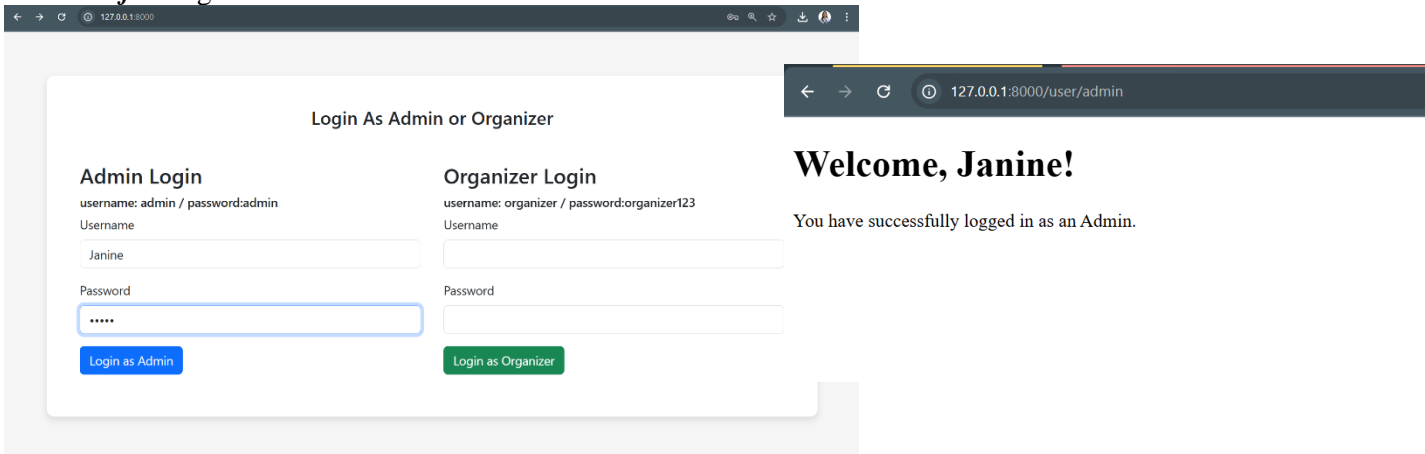 127.0.0.1:8000
Login As Admin or Organizer
Admin Login
username: admin / password:admin
Username
Janine
Password
•••••
Login as Admin
Organizer Login
username: organizer / password:organizer123
Username
Password
Login as Organizer
127.0.0.1:8000/user/admin
Welcome, Janine!
You have successfully logged in as an Admin.